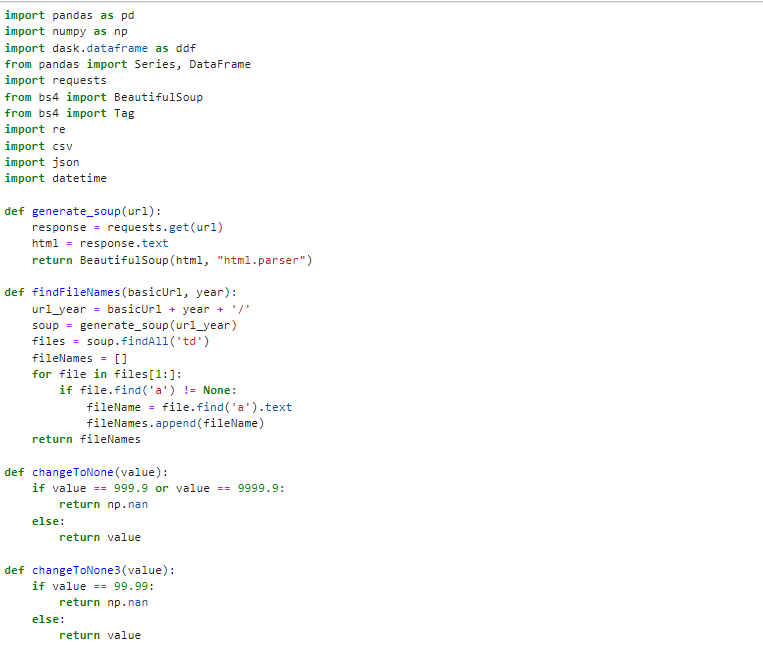 import pandas as pd
import numpy as np
import dask.dataframe as ddf
from pandas import Series, DataFrame
import requests
from bs4 import BeautifulSoup
from bs4 import Tag
import re
import csv
import json
import datetime

def generate_soup(url):
    response = requests.get(url)
    html = response.text
    return BeautifulSoup(html, "html.parser")

def findFileNames(basicUrl, year):
    url_year = basicUrl + year + '/'
    soup = generate_soup(url_year)
    files = soup.findAll('td')
    fileNames = []
    for file in files[1:]:
        if file.find('a') != None:
            fileName = file.find('a').text
            fileNames.append(fileName)
    return fileNames

def changeToNone(value):
    if value == 999.9 or value == 9999.9:
        return np.nan
    else:
        return value

def changeToNone3(value):
    if value == 99.99:
        return np.nan
    else:
        return value